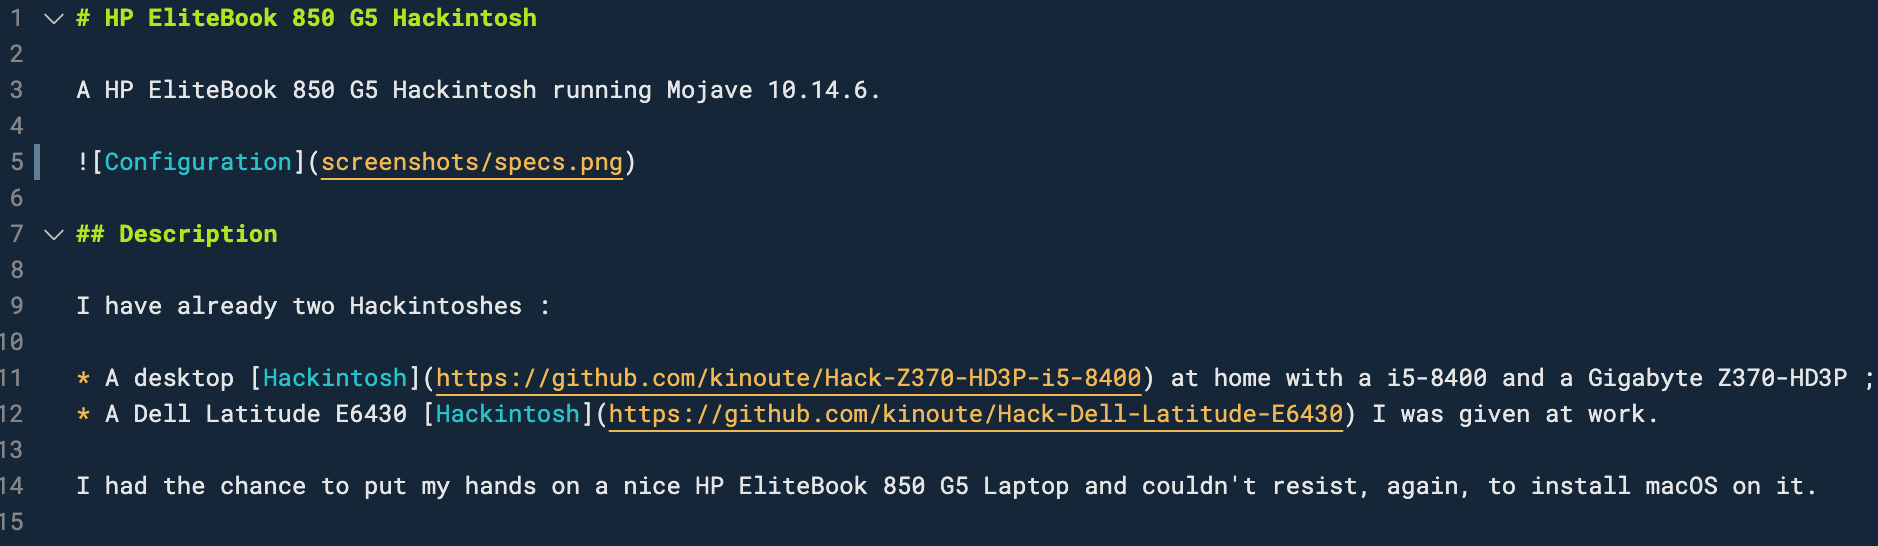 1 # HP EliteBook 850 G5 Hackintosh
2
3 A HP EliteBook 850 G5 Hackintosh running Mojave 10.14.6.
4
5 ![Configuration](screenshots/specs.png)
6
7 ## Description
8
9 I have already two Hackintoshes :
10
11 * A desktop [Hackintosh](https://github.com/kinoute/Hack-Z370-HD3P-i5-8400) at home with a i5-8400 and a Gigabyte Z370-HD3P ;
12 * A Dell Latitude E6430 [Hackintosh](https://github.com/kinoute/Hack-Dell-Latitude-E6430) I was given at work.
13
14 I had the chance to put my hands on a nice HP EliteBook 850 G5 Laptop and couldn't resist, again, to install macOS on it.
15